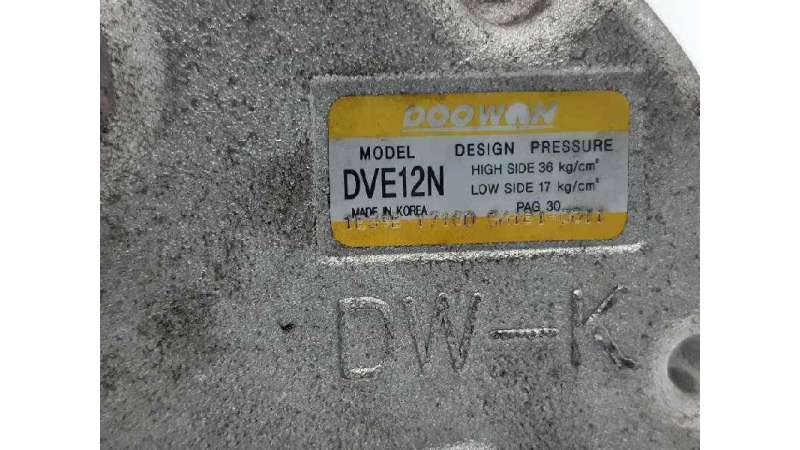 DOOWON
MODEL DESIGN PRESSURE
DVE12N HIGH SIDE 36 kg/cm²
LOW SIDE 17 kg/cm²
MADE IN KOREA PAG 30
DW-K